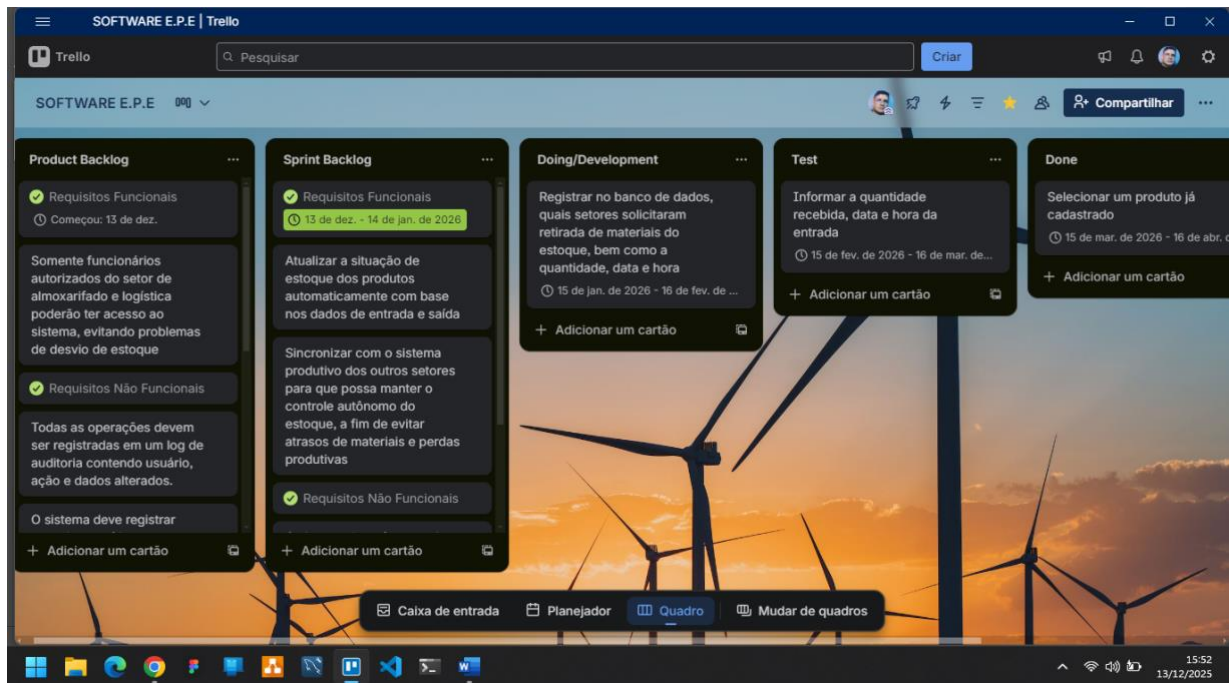 SOFTWARE E.P.E | Trello
Trello
Pesquisar
Criar
SOFTWARE E.P.E
Compartilhar
Product Backlog
Requisitos Funcionais
Começou: 13 de dez.
Somente funcionários
autorizados do setor de
almoxarifado e logística
poderão ter acesso ao
sistema, evitando problemas
de desvio de estoque
Requisitos Não Funcionais
Todas as operações devem
ser registradas em um log de
auditoria contendo usuário,
ação e dados alterados.
O sistema deve registrar
+ Adicionar um cartão
Sprint Backlog
Requisitos Funcionais
13 de dez. - 14 de jan. de 2026
Atualizar a situação de
estoque dos produtos
automaticamente com base
nos dados de entrada e saída
Sincronizar com o sistema
produtivo dos outros setores
para que possa manter o
controle autônomo do
estoque, a fim de evitar
atrasos de materiais e perdas
produtivas
Requisitos Não Funcionais
+ Adicionar um cartão
Doing/Development
Registrar no banco de dados,
quais setores solicitaram
retirada de materiais do
estoque, bem como a
quantidade, data e hora
15 de jan. de 2026 - 16 de fev. de ...
+ Adicionar um cartão
Test
Informar a quantidade
recebida, data e hora da
entrada
15 de fev. de 2026 - 16 de mar. de...
+ Adicionar um cartão
Done
Selecionar um produto já
cadastrado
15 de mar. de 2026 - 16 de abr.
+ Adicionar um cartão
Caixa de entrada
Planejador
Quadro
Mudar de quadros
15:52
13/12/2025